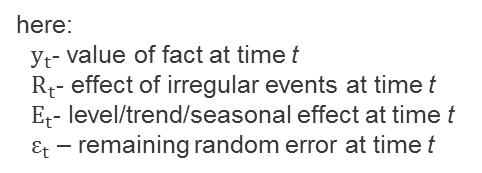 here:
yt- value of fact at time t
Rt- effect of irregular events at time t
Et- level/trend/seasonal effect at time t
εt – remaining random error at time t